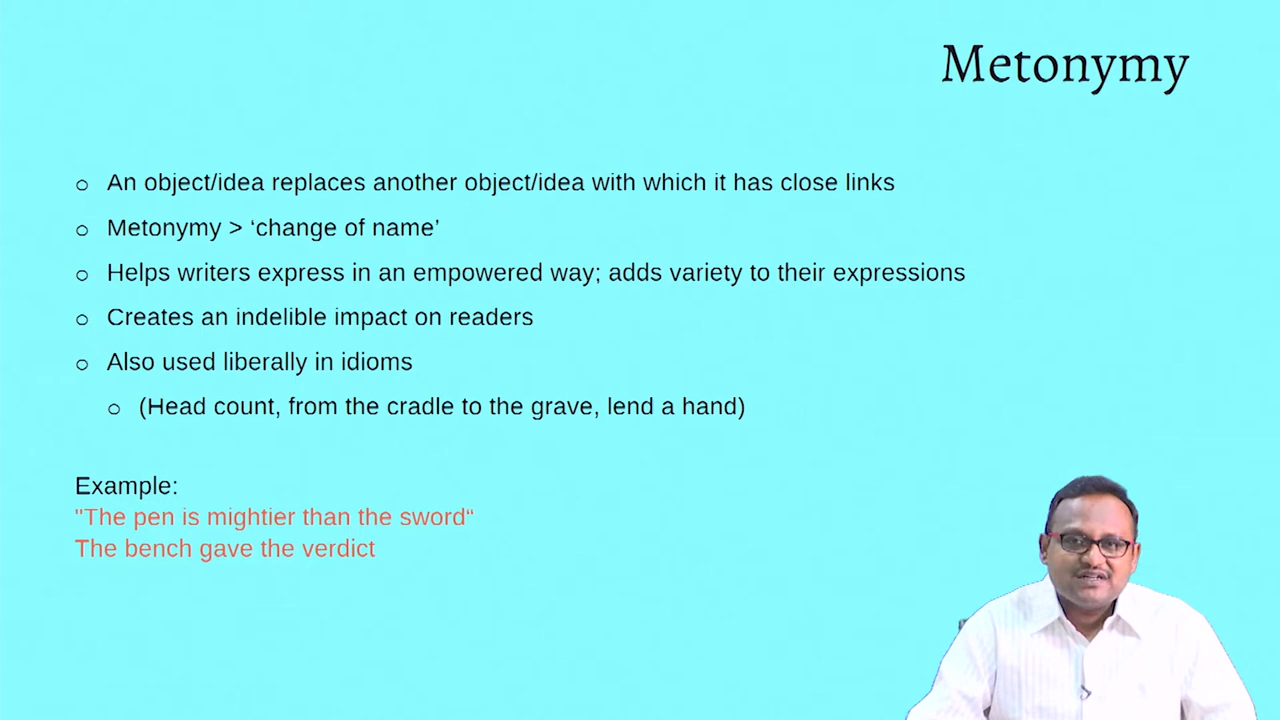 Metonymy
o An object/idea replaces another object/idea with which it has close links
o Metonymy > ‘change of name’
o Helps writers express in an empowered way; adds variety to their expressions
o Creates an indelible impact on readers
o Also used liberally in idioms
o (Head count, from the cradle to the grave, lend a hand)
Example:
"The pen is mightier than the sword“
The bench gave the verdict